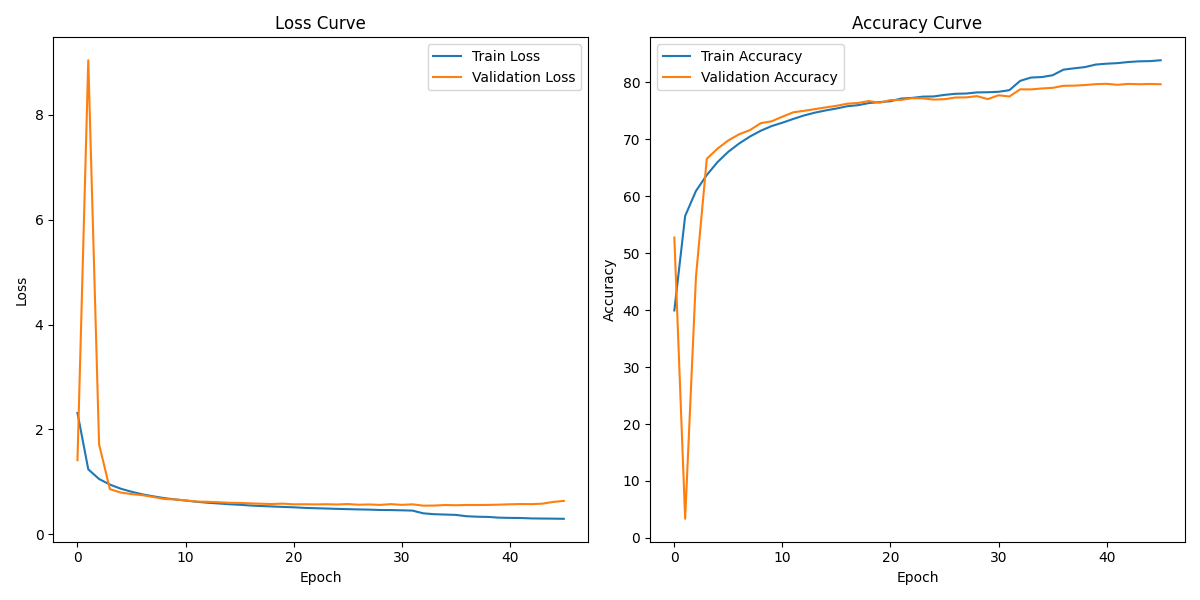 Loss Curve
Train Loss
Validation Loss
8
6
4
2
0
Loss
0 10 20 30 40
Epoch
Accuracy Curve
Train Accuracy
Validation Accuracy
80
70
60
50
40
30
20
10
0
Accuracy
0 10 20 30 40
Epoch